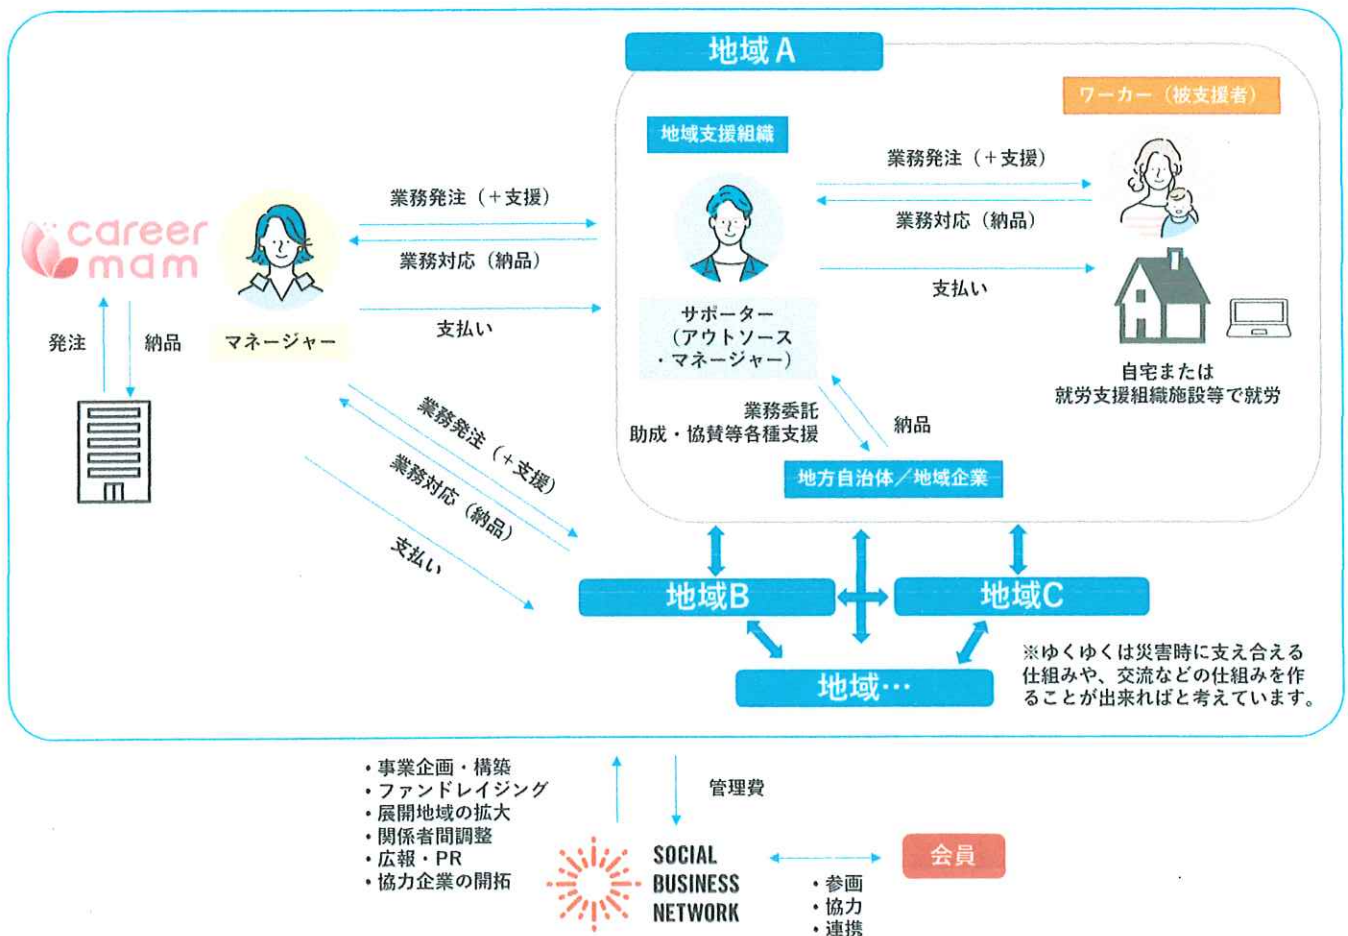 地域A
ワーカー（被支援者）
地域支援組織
業務発注（＋支援）
業務対応（納品）
支払い
career
mam
マネージャー
発注
納品
業務発注（＋支援）
業務対応（納品）
支払い
サポーター
（アウトソース
・マネージャー）
自宅または
就労支援組織施設等で就労
業務委託
助成・協賛等各種支援
納品
地方自治体／地域企業
業務発注（＋支援）
業務対応（納品）
支払い
地域B
地域C
地域…
※ゆくゆくは災害時に支え合える
仕組みや、交流などの仕組みを作
ることが出来ればと考えています。
・事業企画・構築
・ファンドレイジング
・展開地域の拡大
・関係者間調整
・広報・PR
・協力企業の開拓
管理費
SOCIAL
BUSINESS
NETWORK
会員
・参画
・協力
・連携